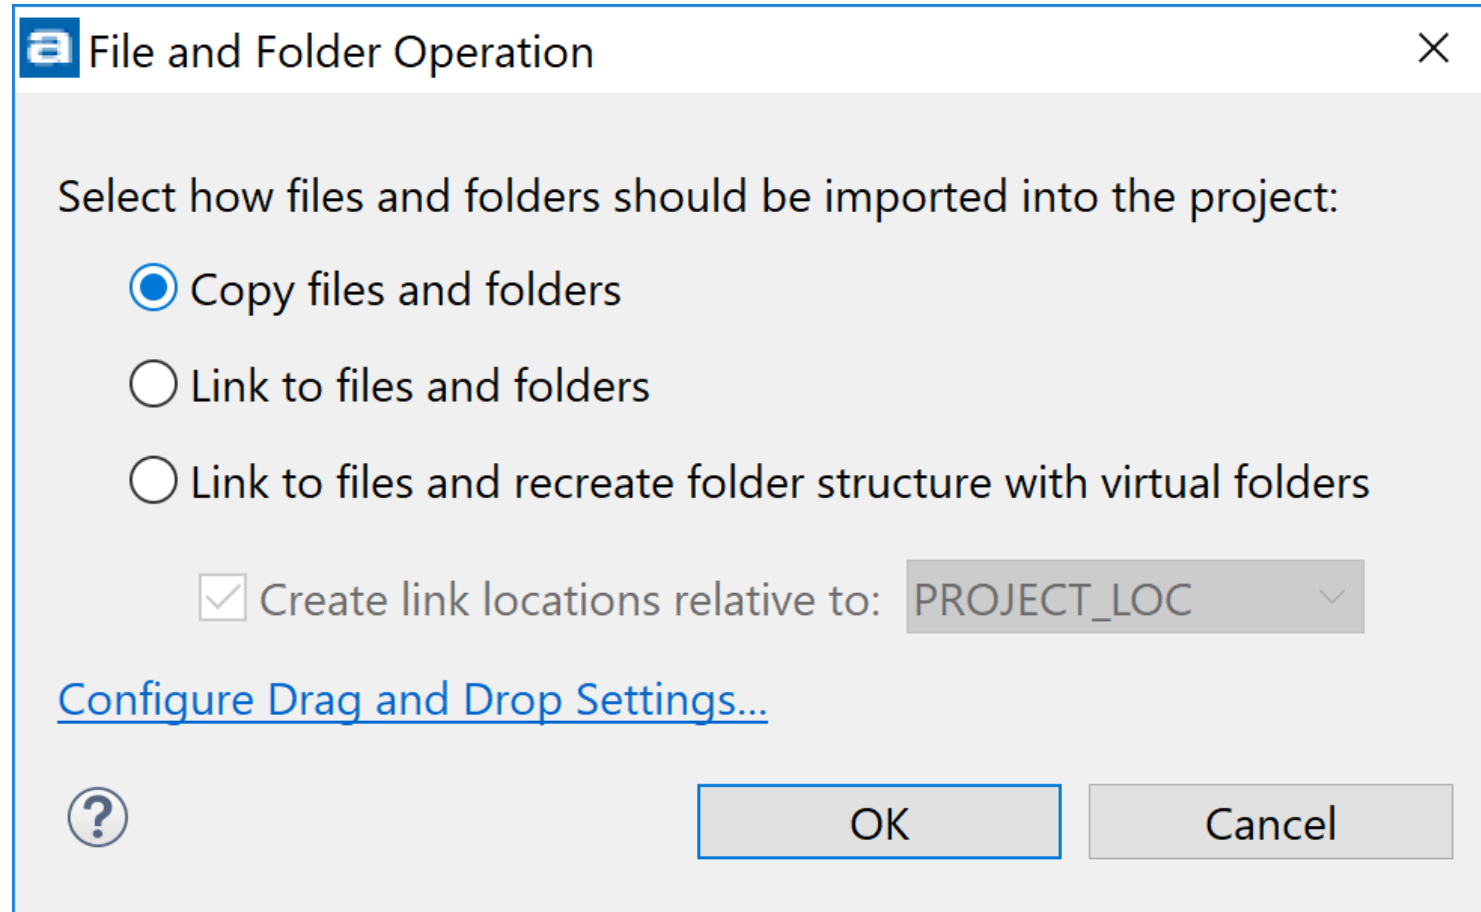 a File and Folder Operation
Select how files and folders should be imported into the project:
Copy files and folders
Link to files and folders
Link to files and recreate folder structure with virtual folders
Create link locations relative to: PROJECT_LOC
Configure Drag and Drop Settings...
? OK Cancel